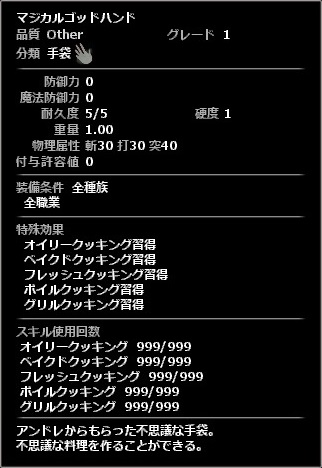 マジカルゴッドハンド
品質 Other グレード 1
分類 手袋
防御力 0
魔法防御力 0
耐久度 5/5 硬度 1
重量 1.00
物理属性 斬30 打30 突40
付与許容値 0
装備条件 全種族
全職業
特殊効果
オイリークッキング習得
ベイクドクッキング習得
フレッシュクッキング習得
ボイルクッキング習得
グリルクッキング習得
スキル使用回数
オイリークッキング 999/999
ベイクドクッキング 999/999
フレッシュクッキング 999/999
ボイルクッキング 999/999
グリルクッキング 999/999
アンドレからもらった不思議な手袋。
不思議な料理を作ることができる。